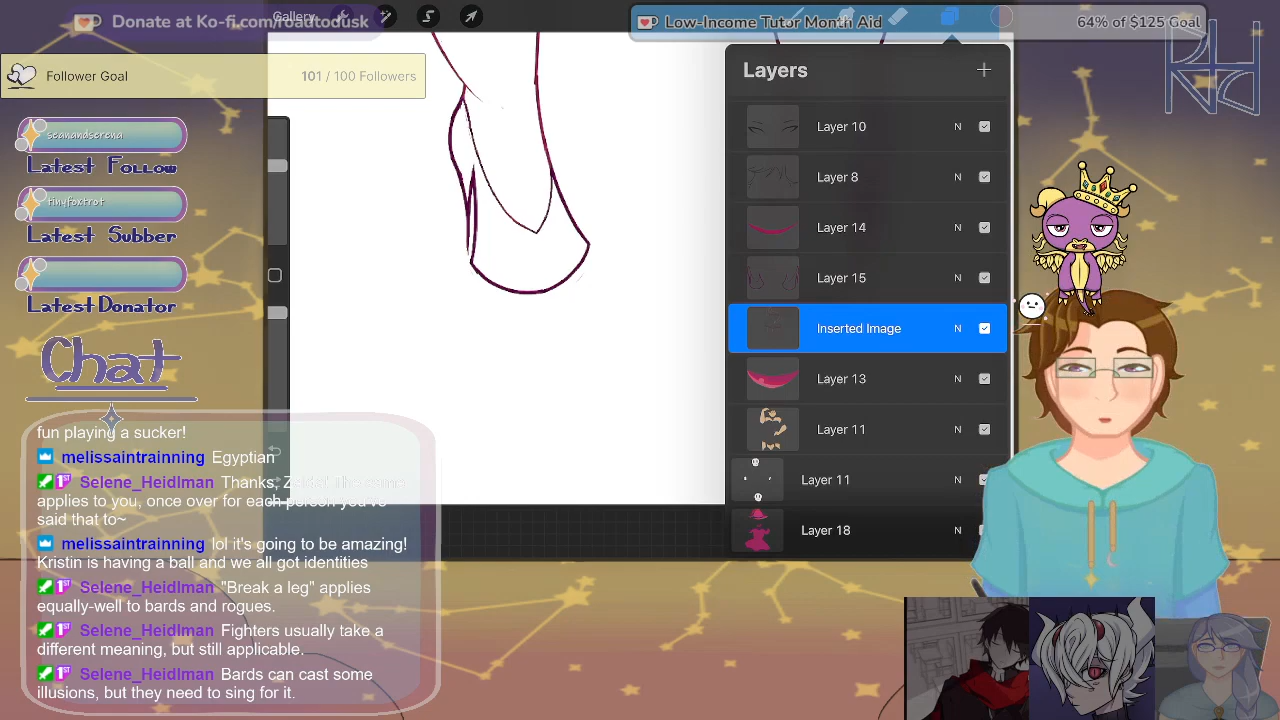 Donate at Ko-fi.com/roadtodusk
Gallery
Low-Income Tutor Month Aid
64% of $125 Goal
Follower Goal
101 / 100 Followers
seanandserena
Latest Follow
tinyfoxtrot
Latest Subber
Latest Donator
Chat
fun playing a sucker!
melissaintrainning Egyptian
Selene_Heidlman Thanks,
applies to you, once over for each person you've
said that to~
melissaintrainning lol it's going to be amazing!
Kristin is having a ball and we all got identities
Selene_Heidlman "Break a leg" applies
equally-well to bards and rogues.
Selene_Heidlman Fighters usually take a
different meaning, but still applicable.
Selene_Heidlman Bards can cast some
illusions, but they need to sing for it.
Layers
Layer 10 N
Layer 8 N
Layer 14 N
Layer 15 N
Inserted Image N
Layer 13 N
Layer 11 N
Layer 11 N
Layer 18 N